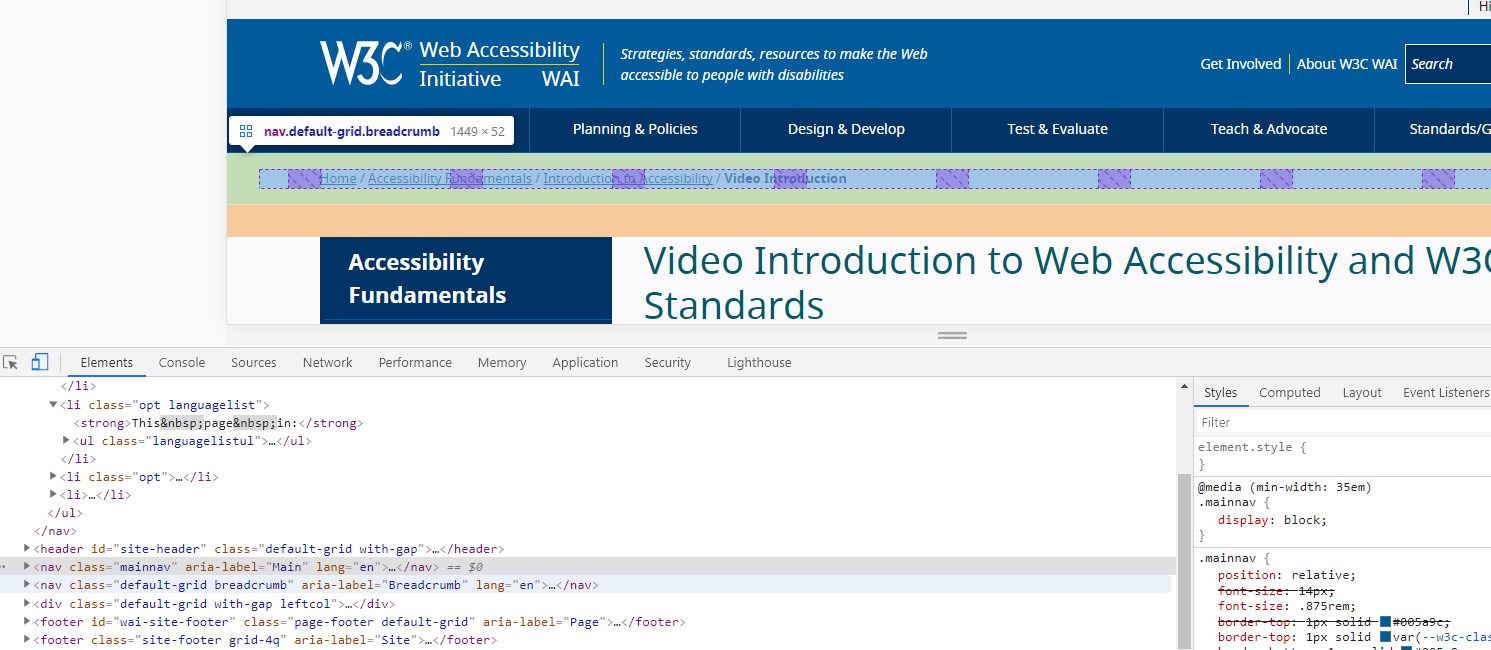 Hi
W3C® Web Accessibility Initiative WAI
Strategies, standards, resources to make the Web
accessible to people with disabilities
Get Involved About W3C WAI Search
nav.default-grid.breadcrumb 1449 × 52
Planning & Policies Design & Develop Test & Evaluate Teach & Advocate Standards/G
Home / Accessibility Fundamentals / Introduction to Accessibility / Video Introduction
Accessibility
Fundamentals
Video Introduction to Web Accessibility and W3C
Standards
Elements Console Sources Network Performance Memory Application Security Lighthouse
</li>
<li class="opt languagelist">
<strong>This&nbsp;page&nbsp;in:</strong>
<ul class="languagelistul">…</ul>
</li>
<li class="opt">…</li>
<li>…</li>
</ul>
</nav>
<header id="site-header" class="default-grid with-gap">…</header>
<nav class="mainnav" aria-label="Main" lang="en">…</nav> == $0
<nav class="default-grid breadcrumb" aria-label="Breadcrumb" lang="en">…</nav>
<div class="default-grid with-gap leftcol">…</div>
<footer id="wai-site-footer" class="page-footer default-grid" aria-label="Page">…</footer>
<footer class="site-footer grid-4q" aria-label="Site">…</footer>
Styles Computed Layout Event Listeners
Filter
element.style {
}
@media (min-width: 35em)
.mainnav {
display: block;
}
.mainnav {
position: relative;
font-size: 14px;
font-size: .875rem;
border-top: 1px solid #005a9c;
border-top: 1px solid var(--w3c-clas